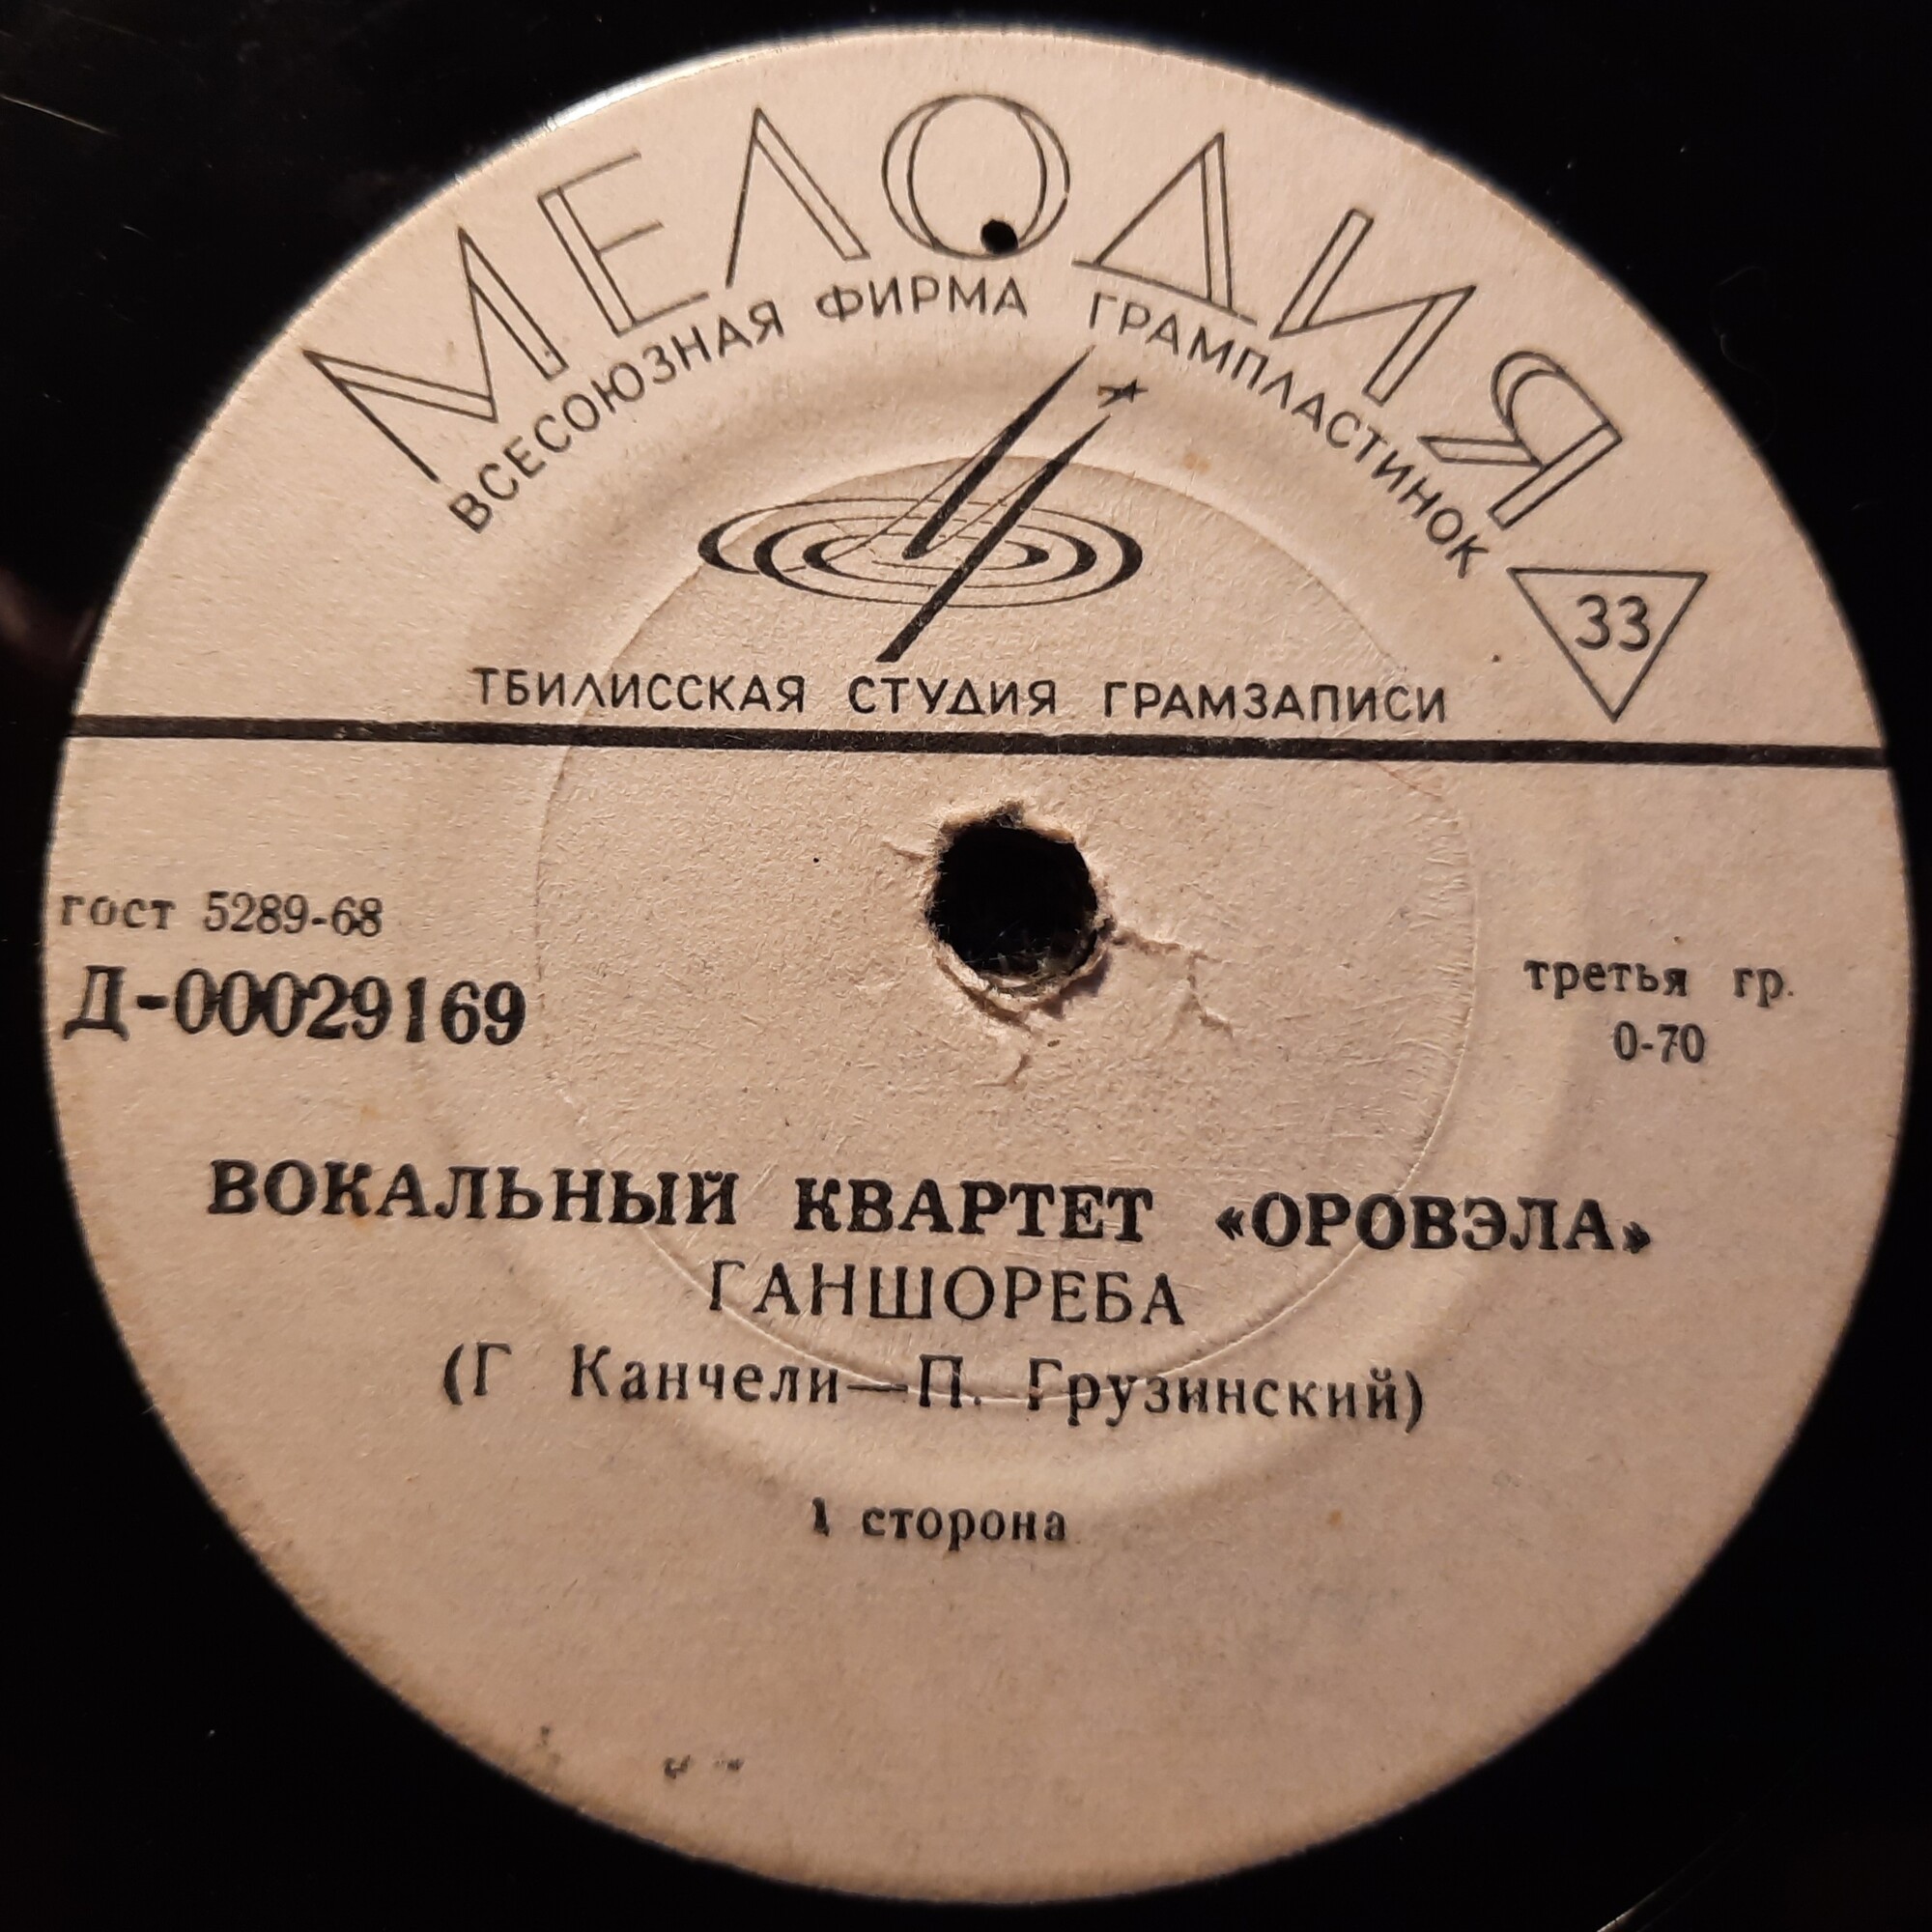 МЕЛОДИЯ
ВСЕСОЮЗНАЯ ФИРМА ГРАМПЛАСТИНОК
33
ТБИЛИССКАЯ СТУДИЯ ГРАМЗАПИСИ
гост 5289-68
Д-00029169
третья гр.
0-70
ВОКАЛЬНЫЙ КВАРТЕТ «ОРОВЭЛА»
ГАНШОРЕБА
(Г Канчели—П. Грузинский)
1 сторона